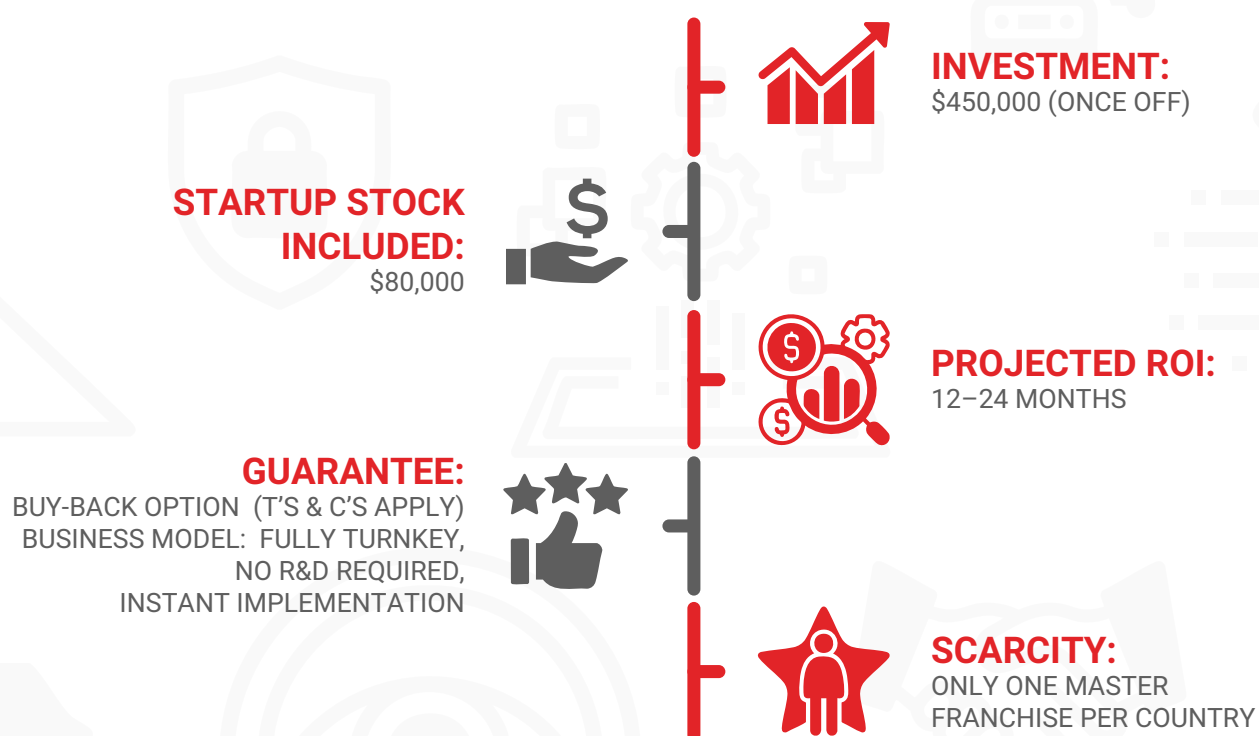 INVESTMENT:
$450,000 (ONCE OFF)
STARTUP STOCK
INCLUDED:
$80,000
PROJECTED ROI:
12–24 MONTHS
GUARANTEE:
BUY-BACK OPTION (T'S & C'S APPLY)
BUSINESS MODEL: FULLY TURNKEY,
NO R&D REQUIRED,
INSTANT IMPLEMENTATION
SCARCITY:
ONLY ONE MASTER
FRANCHISE PER COUNTRY